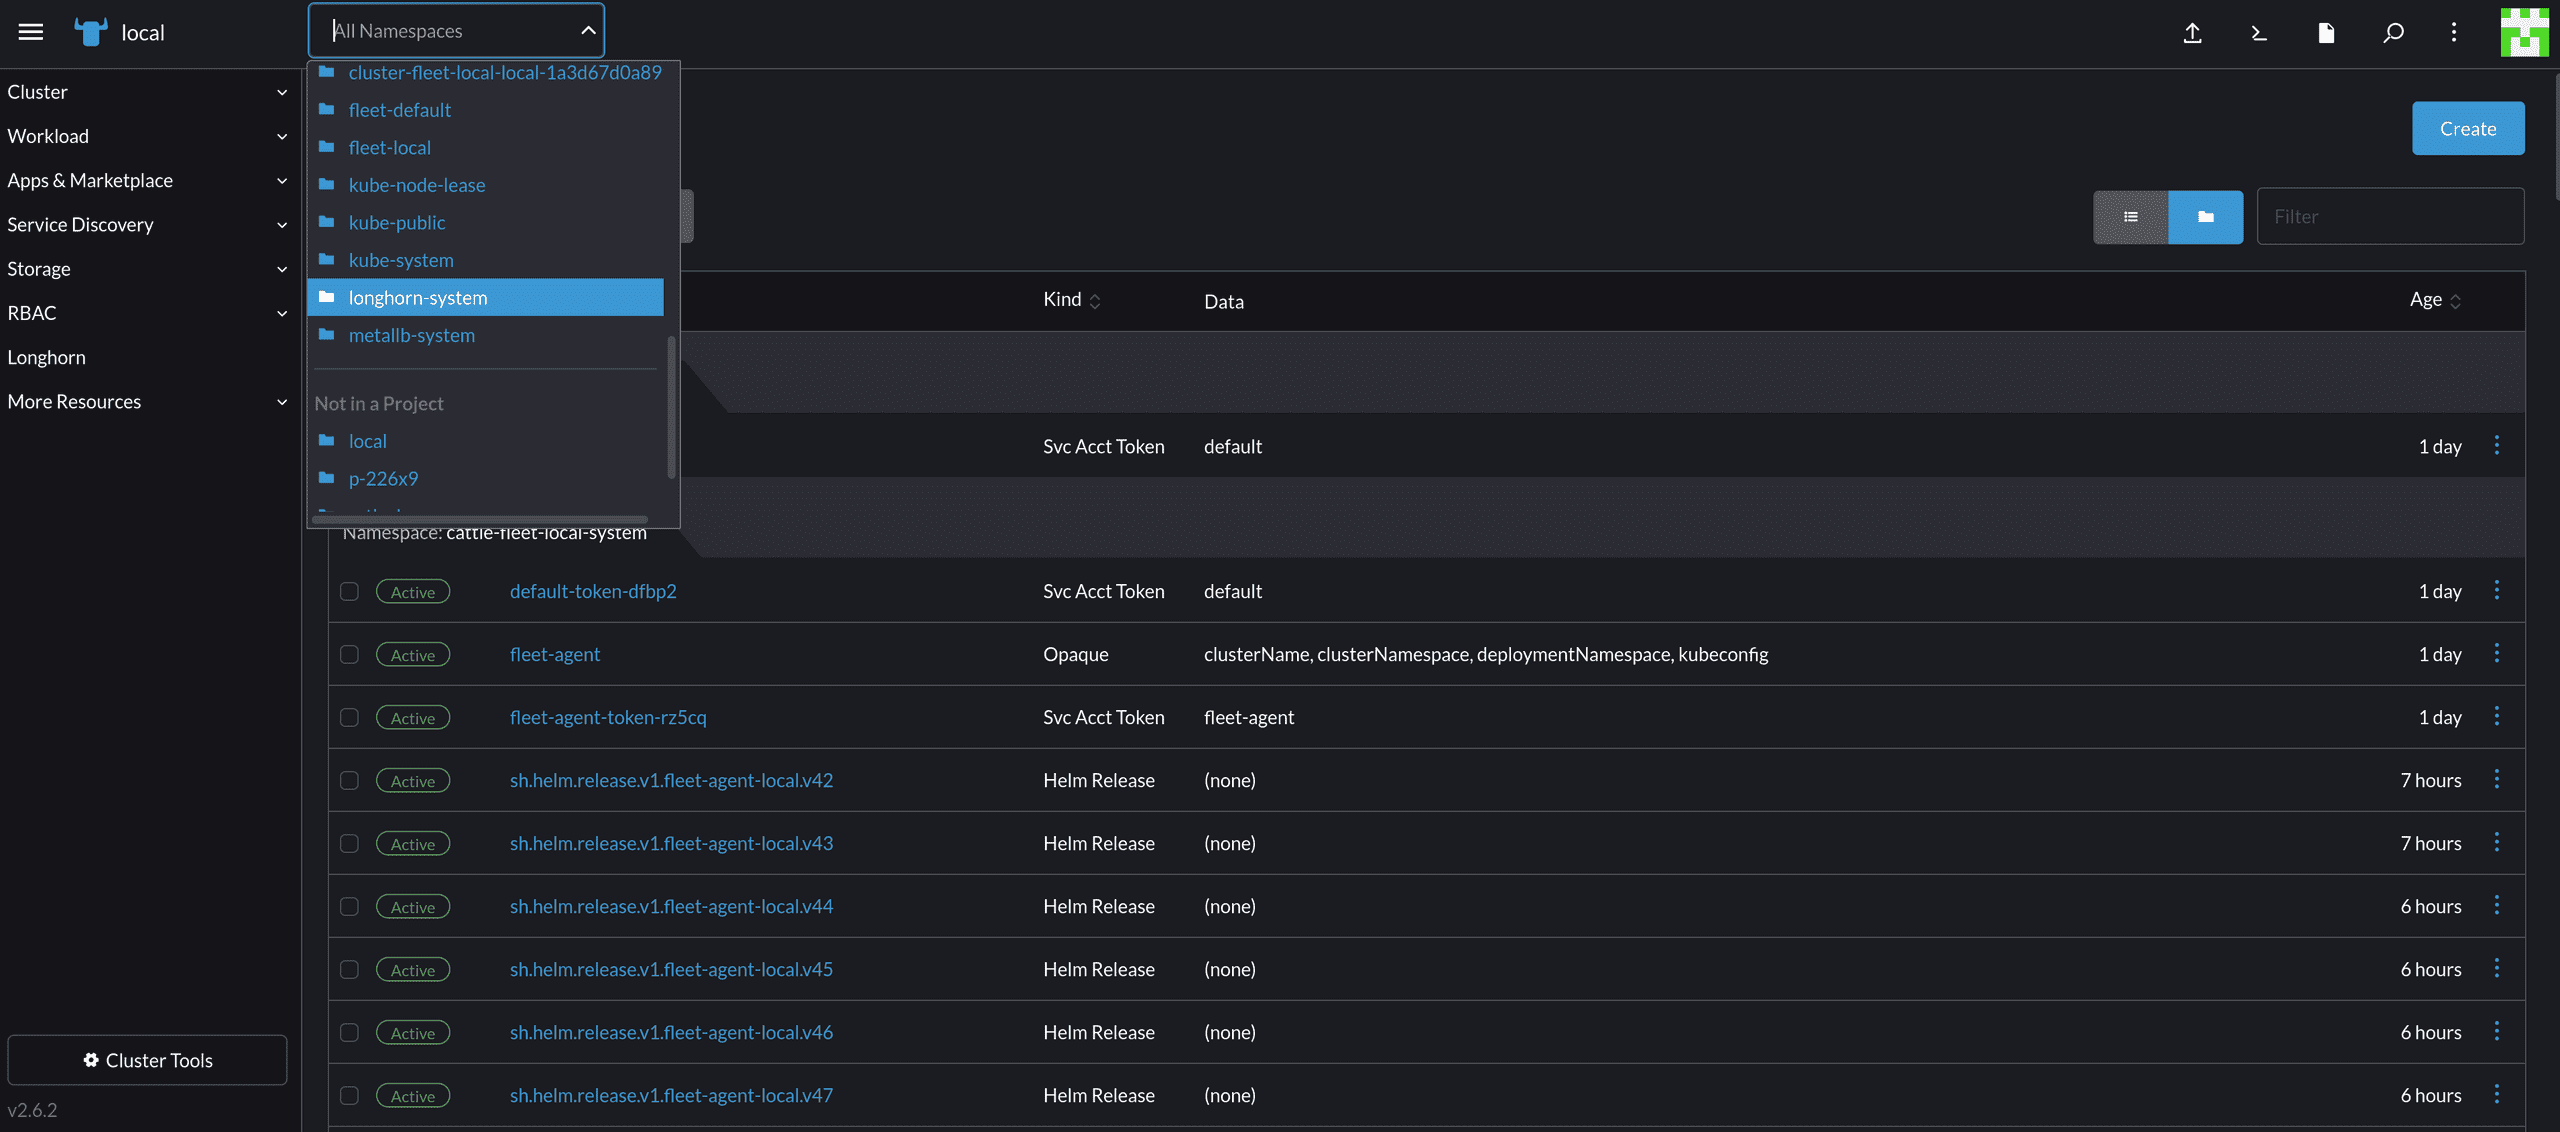 local
All Namespaces
Cluster
Workload
Apps & Marketplace
Service Discovery
Storage
RBAC
Longhorn
More Resources
Cluster Tools
v2.6.2
cluster-fleet-local-local-1a3d67d0a89
fleet-default
fleet-local
kube-node-lease
kube-public
kube-system
longhorn-system
metallb-system
Not in a Project
local
p-226x9
Create
Filter
Kind Data Age
Svc Acct Token default 1 day
Namespace: cattle-fleet-local-system
Active default-token-dfbp2 Svc Acct Token default 1 day
Active fleet-agent Opaque clusterName, clusterNamespace, deploymentNamespace, kubeconfig 1 day
Active fleet-agent-token-rz5cq Svc Acct Token fleet-agent 1 day
Active sh.helm.release.v1.fleet-agent-local.v42 Helm Release (none) 7 hours
Active sh.helm.release.v1.fleet-agent-local.v43 Helm Release (none) 7 hours
Active sh.helm.release.v1.fleet-agent-local.v44 Helm Release (none) 6 hours
Active sh.helm.release.v1.fleet-agent-local.v45 Helm Release (none) 6 hours
Active sh.helm.release.v1.fleet-agent-local.v46 Helm Release (none) 6 hours
Active sh.helm.release.v1.fleet-agent-local.v47 Helm Release (none) 6 hours